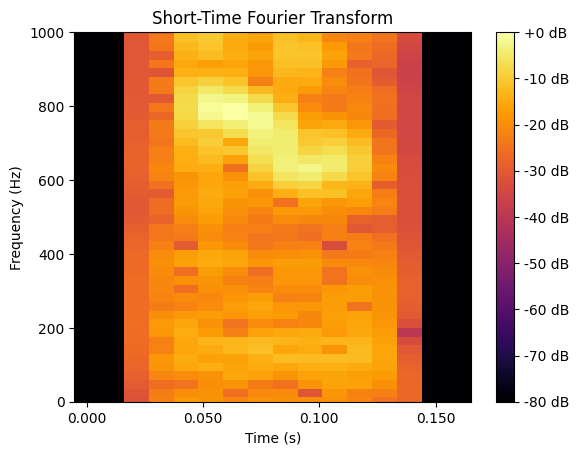 Short-Time Fourier Transform
1000
800
600
400
200
0
Frequency (Hz)
0.000
0.050
0.100
0.150
Time (s)
+0 dB
-10 dB
-20 dB
-30 dB
-40 dB
-50 dB
-60 dB
-70 dB
-80 dB